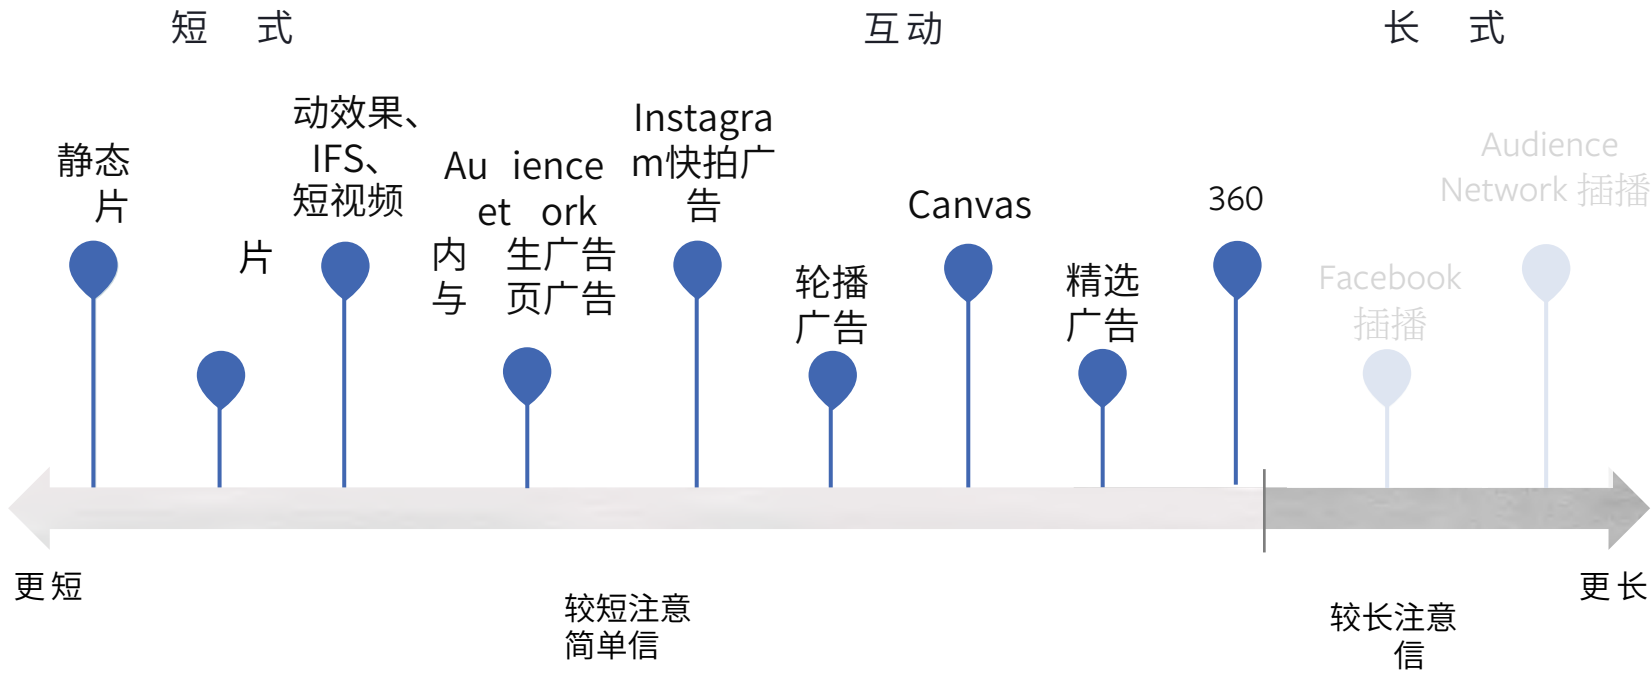 短 式
互动
长 式
静态
片
片
动效果、
IFS、
短视频
Au ience
et ork
内 生广告
与 页广告
Instagra
m快拍广
告
轮播
广告
Canvas
精选
广告
360
Facebook
插播
Audience
Network 插播
更短
较短注意
简单信
较长注意
信
更长